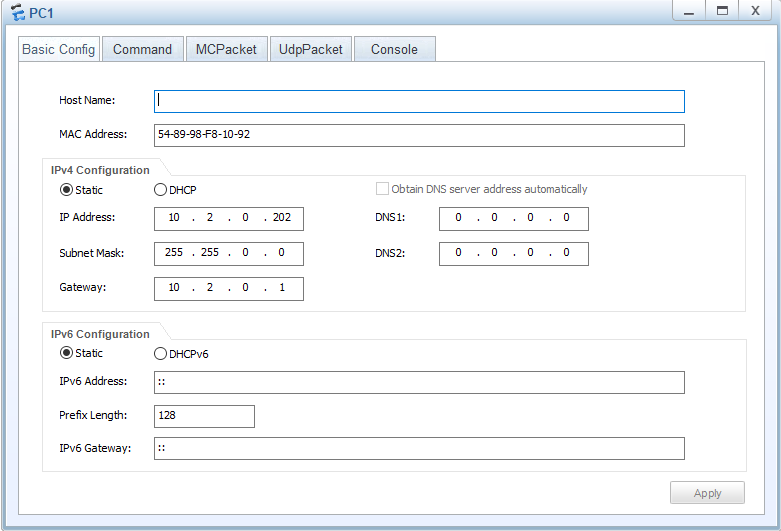 PC1
X
Basic Config Command MCPacket UdpPacket Console
Host Name:
MAC Address: 54-89-98-F8-10-92
IPv4 Configuration
Static DHCP Obtain DNS server address automatically
IP Address: 10 . 2 . 0 . 202 DNS1: 0 . 0 . 0 . 0
Subnet Mask: 255 . 255 . 0 . 0 DNS2: 0 . 0 . 0 . 0
Gateway: 10 . 2 . 0 . 1
IPv6 Configuration
Static DHCPv6
IPv6 Address: ::
Prefix Length: 128
IPv6 Gateway: ::
Apply